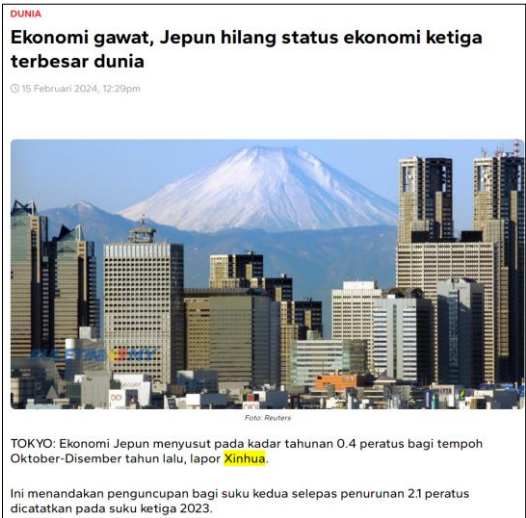 DUNIA
Ekonomi gawat, Jepun hilang status ekonomi ketiga
terbesar dunia
15 Februari 2024, 12:29pm
Foto: Reuters
TOKYO: Ekonomi Jepun menyusut pada kadar tahunan 0.4 peratus bagi tempoh
Oktober-Disember tahun lalu, lapor Xinhua.
Ini menandakan penguncupan bagi suku kedua selepas penurunan 2.1 peratus
dicatatkan pada suku ketiga 2023.